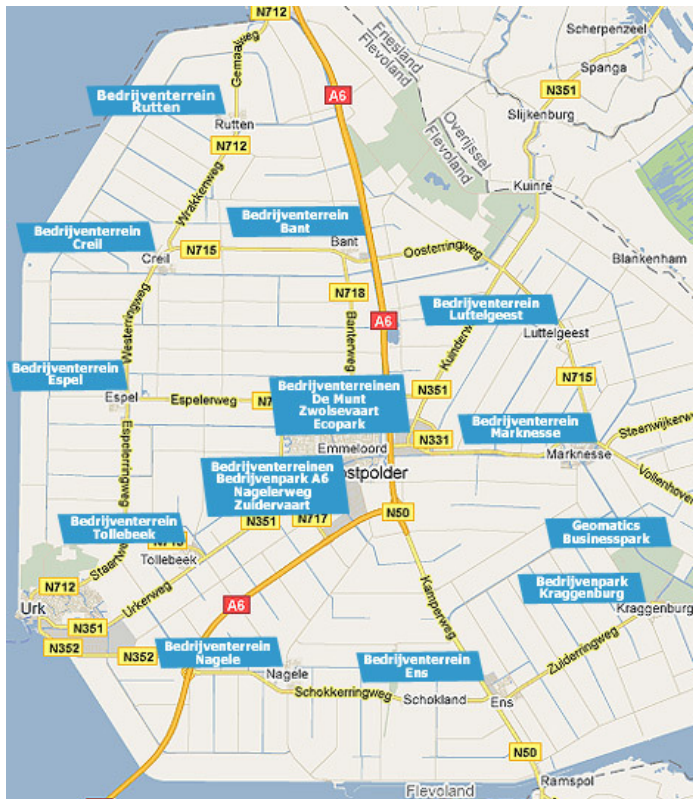 N712
Scherpenzeel
Gemaalweg
Friesland
Flevoland
Spanga
A6
N351
Bedrijventerrein
Rutten
Slijkenburg
Rutten
Overijssel
Flevoland
N712
Kuinre
Wrakkenweg
Bedrijventerrein
Creil
Bedrijventerrein
Bant
Bant
N715
Oosterringweg
Creil
Blankenham
N718
Bedrijventerrein
Luttelgeest
A6
Westerringweg
Banterweg
Luttelgeest
Bedrijventerrein
Espel
Bedrijventerreinen
De Munt
Zwolsevaart
Ecopark
N351
N715
Espel
Espelerweg
Bedrijventerrein
Marknesse
N331
Emmeloord
Marknesse
Espelerringweg
Bedrijventerreinen
Bedrijvenpark A6
Nagelerweg
Zuidervaart
Bedrijventerrein
Tollebeek
N351
N717
N50
Geomatics
Businesspark
Tollebeek
N712
Bedrijvenpark
Kraggenburg
Urk
Urkerweg
A6
Kamperweg
Kraggenburg
N351
N352
N352
Bedrijventerrein
Nagele
Bedrijventerrein
Ens
Zuiderringweg
Nagele
Schokkerringweg
Schokland
Ens
N50
Ramspol
Flevoland